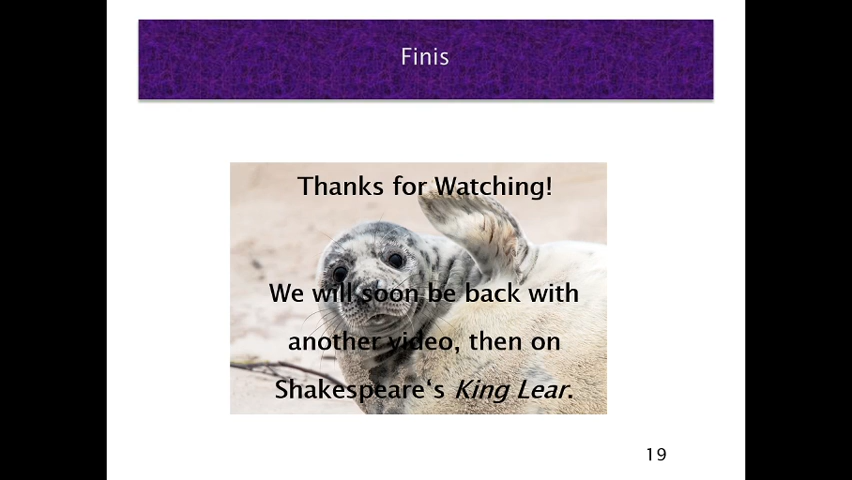 Finis
Thanks for Watching!
We will soon be back with
another video, then on
Shakespeare‘s King Lear.
19